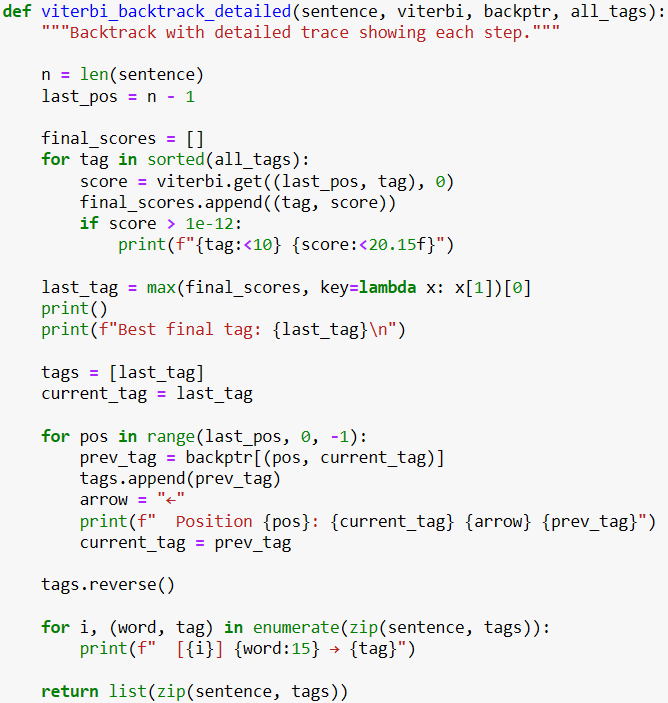 def viterbi_backtrack_detailed(sentence, viterbi, backptr, all_tags):
    """Backtrack with detailed trace showing each step."""

    n = len(sentence)
    last_pos = n - 1

    final_scores = []
    for tag in sorted(all_tags):
        score = viterbi.get((last_pos, tag), 0)
        final_scores.append((tag, score))
        if score > 1e-12:
            print(f"{tag:<10} {score:<20.15f}")

    last_tag = max(final_scores, key=lambda x: x[1])[0]
    print()
    print(f"Best final tag: {last_tag}\n")

    tags = [last_tag]
    current_tag = last_tag

    for pos in range(last_pos, 0, -1):
        prev_tag = backptr[(pos, current_tag)]
        tags.append(prev_tag)
        arrow = "←"
        print(f"  Position {pos}: {current_tag} {arrow} {prev_tag}")
        current_tag = prev_tag

    tags.reverse()

    for i, (word, tag) in enumerate(zip(sentence, tags)):
        print(f"  [{i}] {word:15} → {tag}")

    return list(zip(sentence, tags))